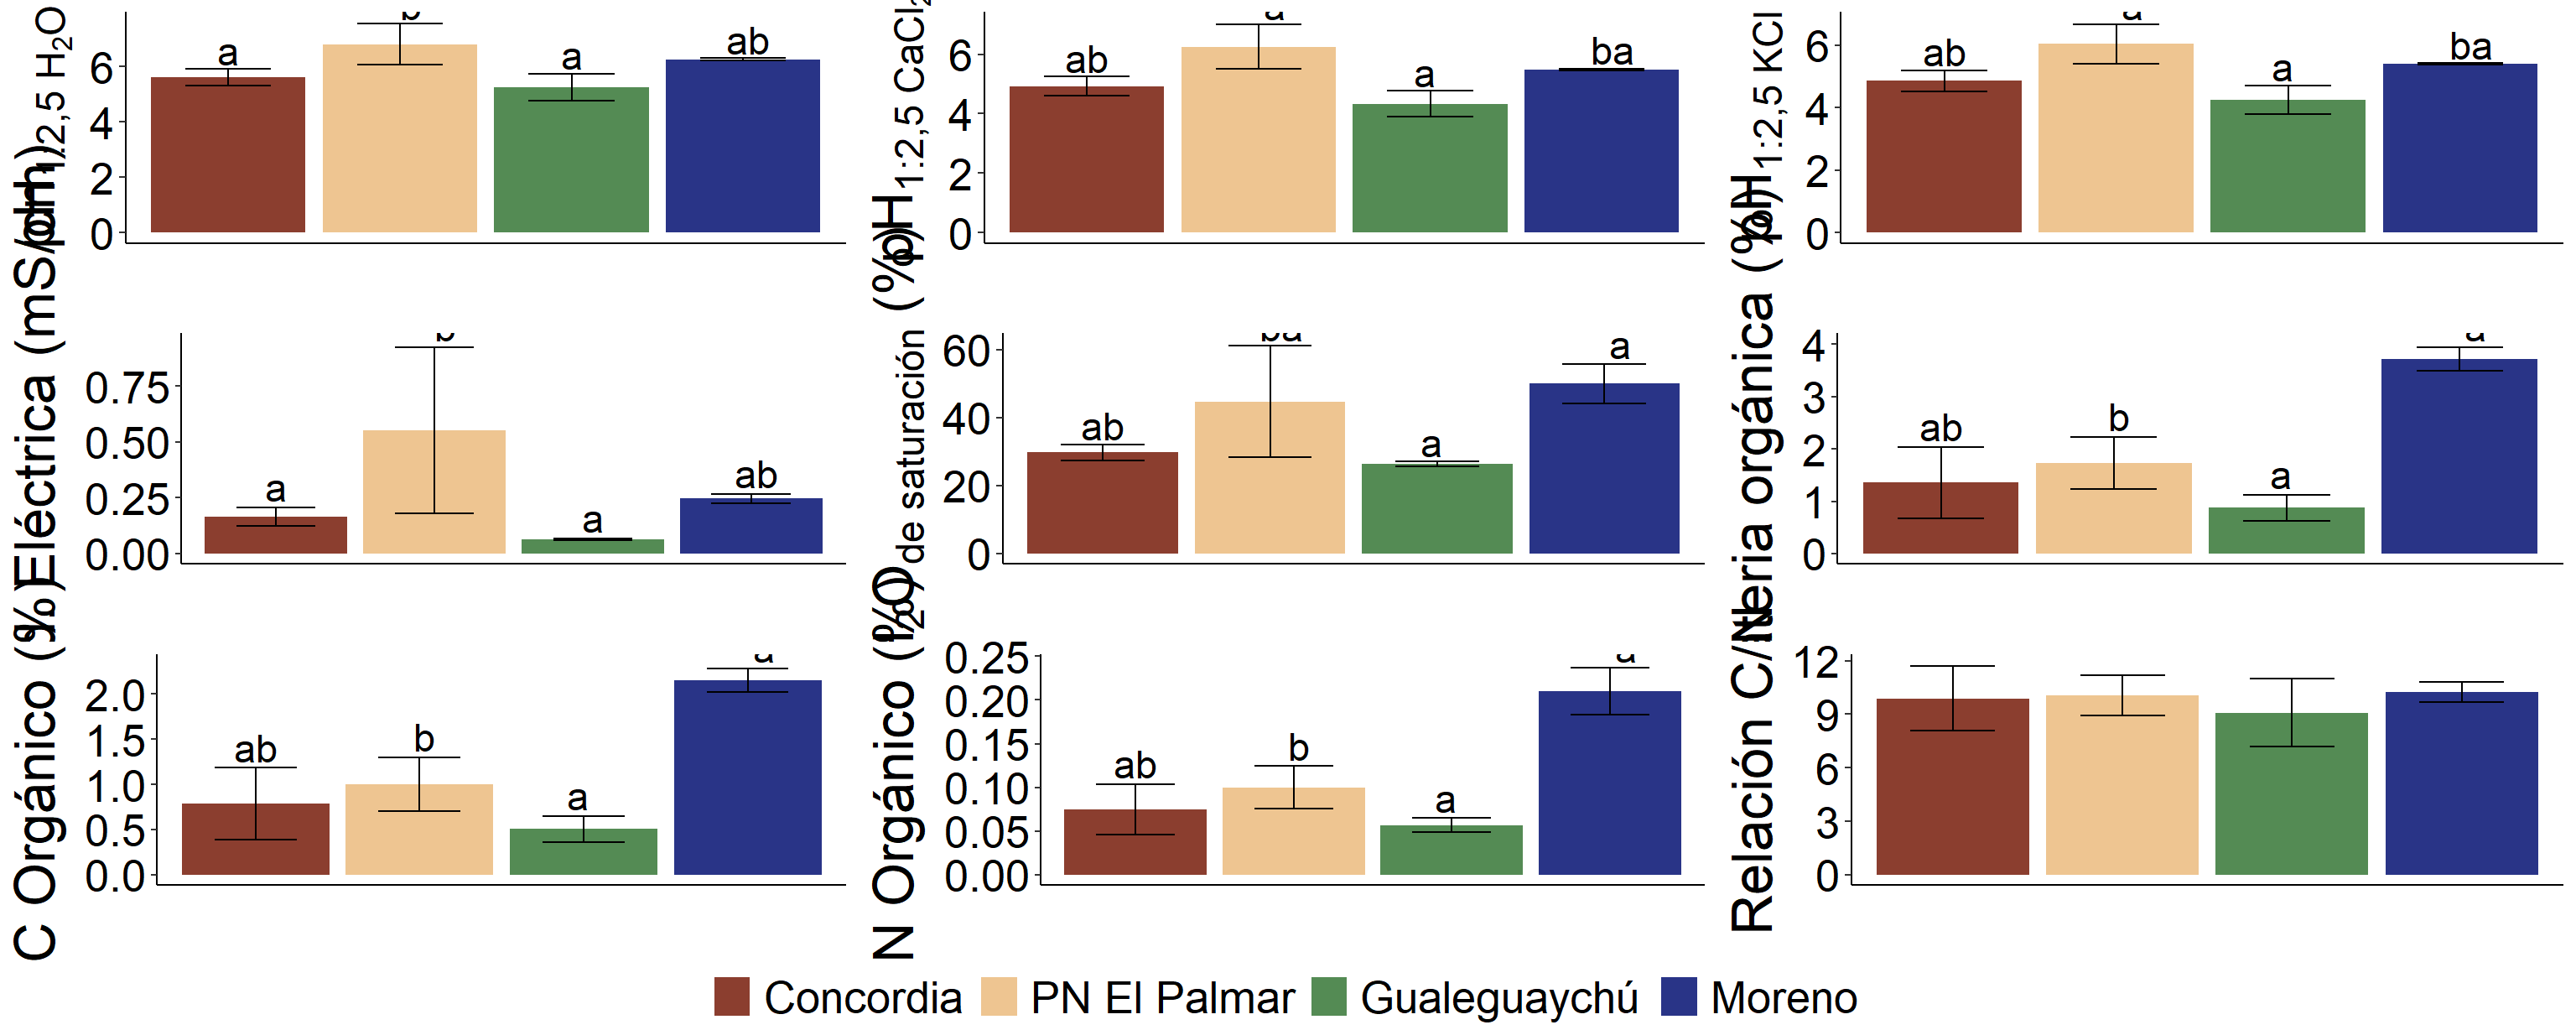 pH1:2,5 H2O
6
4
2
0
a
b
a
ab
pH1:2,5 CaCl2
6
4
2
0
ab
a
ba
pH1:2,5 KCl
6
4
2
0
ab
a
ba
Eléctrica (mS/cm)
0.75
0.50
0.25
0.00
b
a
a
ab
de saturación (%)
60
40
20
0
ab
ba
a
a
orgánica (%)
4
3
2
1
0
ab
b
a
C Orgánico (%)
2.0
1.5
1.0
0.5
0.0
ab
b
a
N Orgánico (%)
0.25
0.20
0.15
0.10
0.05
0.00
ab
b
a
Relación C/N
12
9
6
3
0
Concordia
PN El Palmar
Gualeguaychú
Moreno